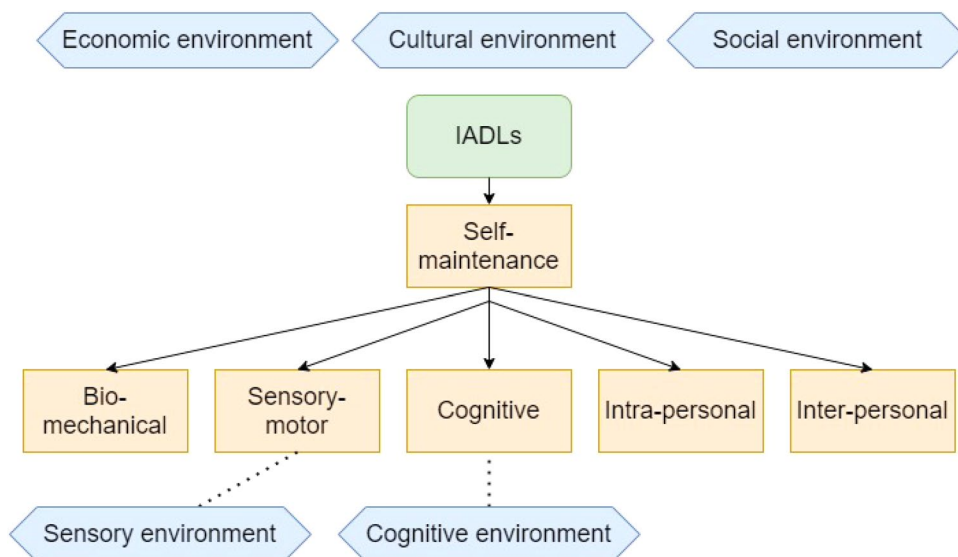 Economic environment
Cultural environment
Social environment
IADLs
Self-
maintenance
Bio-
mechanical
Sensory-
motor
Cognitive
Intra-personal
Inter-personal
Sensory environment
Cognitive environment